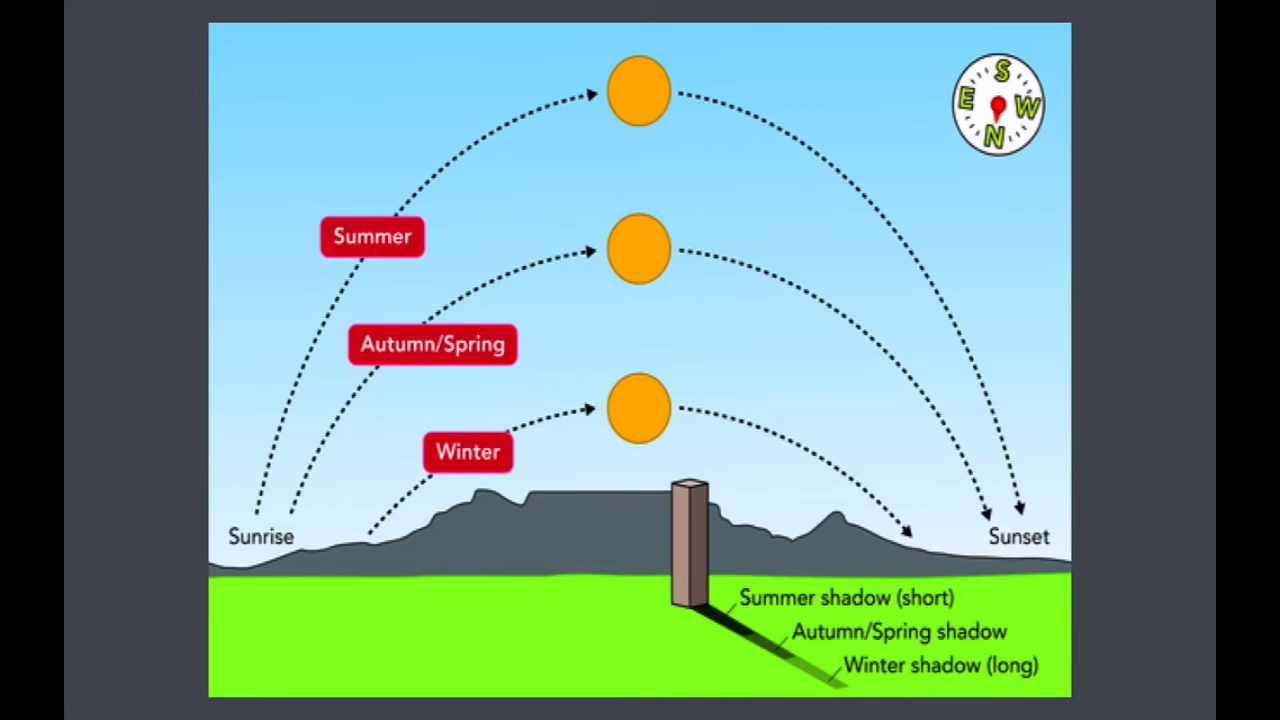 S
E
W
N
Summer
Autumn/Spring
Winter
Sunrise
Sunset
Summer shadow (short)
Autumn/Spring shadow
Winter shadow (long)